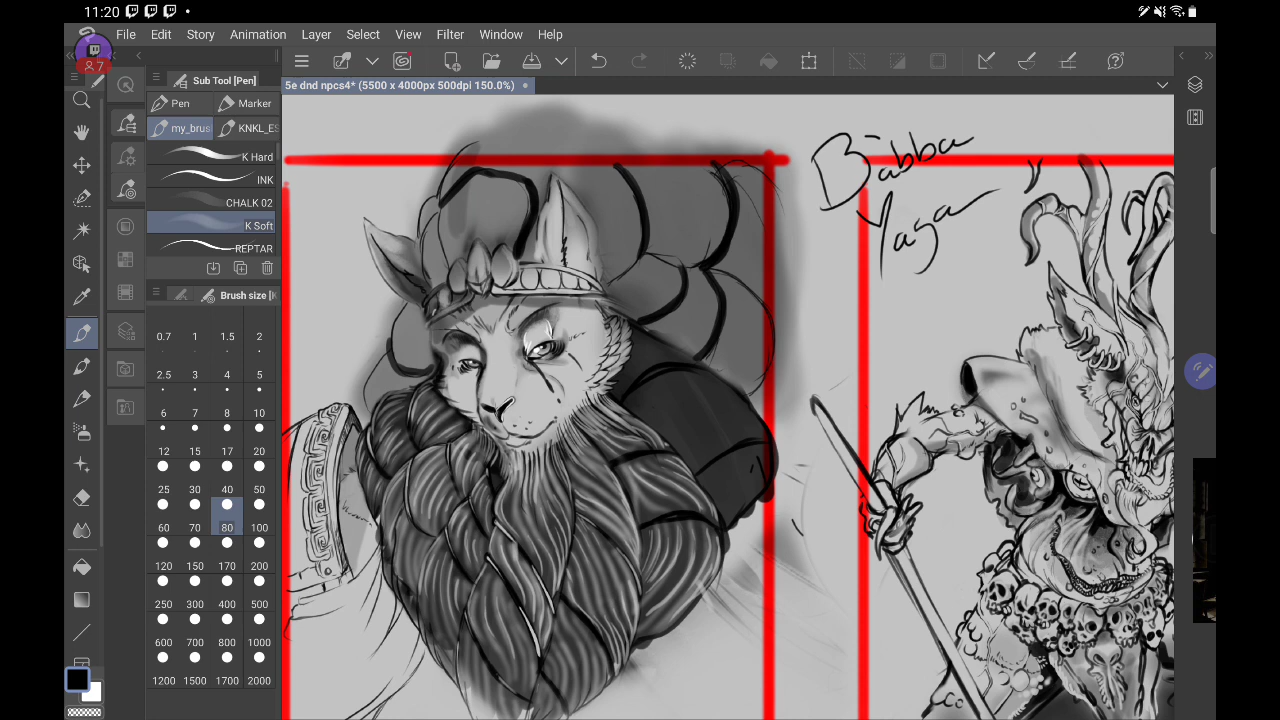 11:20
File Edit Story Animation Layer Select View Filter Window Help
7
Sub Tool [Pen]
5e dnd npcs4* (5500 x 4000px 500dpi 150.0%)
Pen Marker
my_brus KNKL_ES
K Hard
INK
CHALK 02
K Soft
REPTAR
Brush size [K
0.7 1 1.5 2
2.5 3 4 5
6 7 8 10
12 15 17 20
25 30 40 50
60 70 80 100
120 150 170 200
250 300 400 500
600 700 800 1000
1200 1500 1700 2000
Babba
Yaga